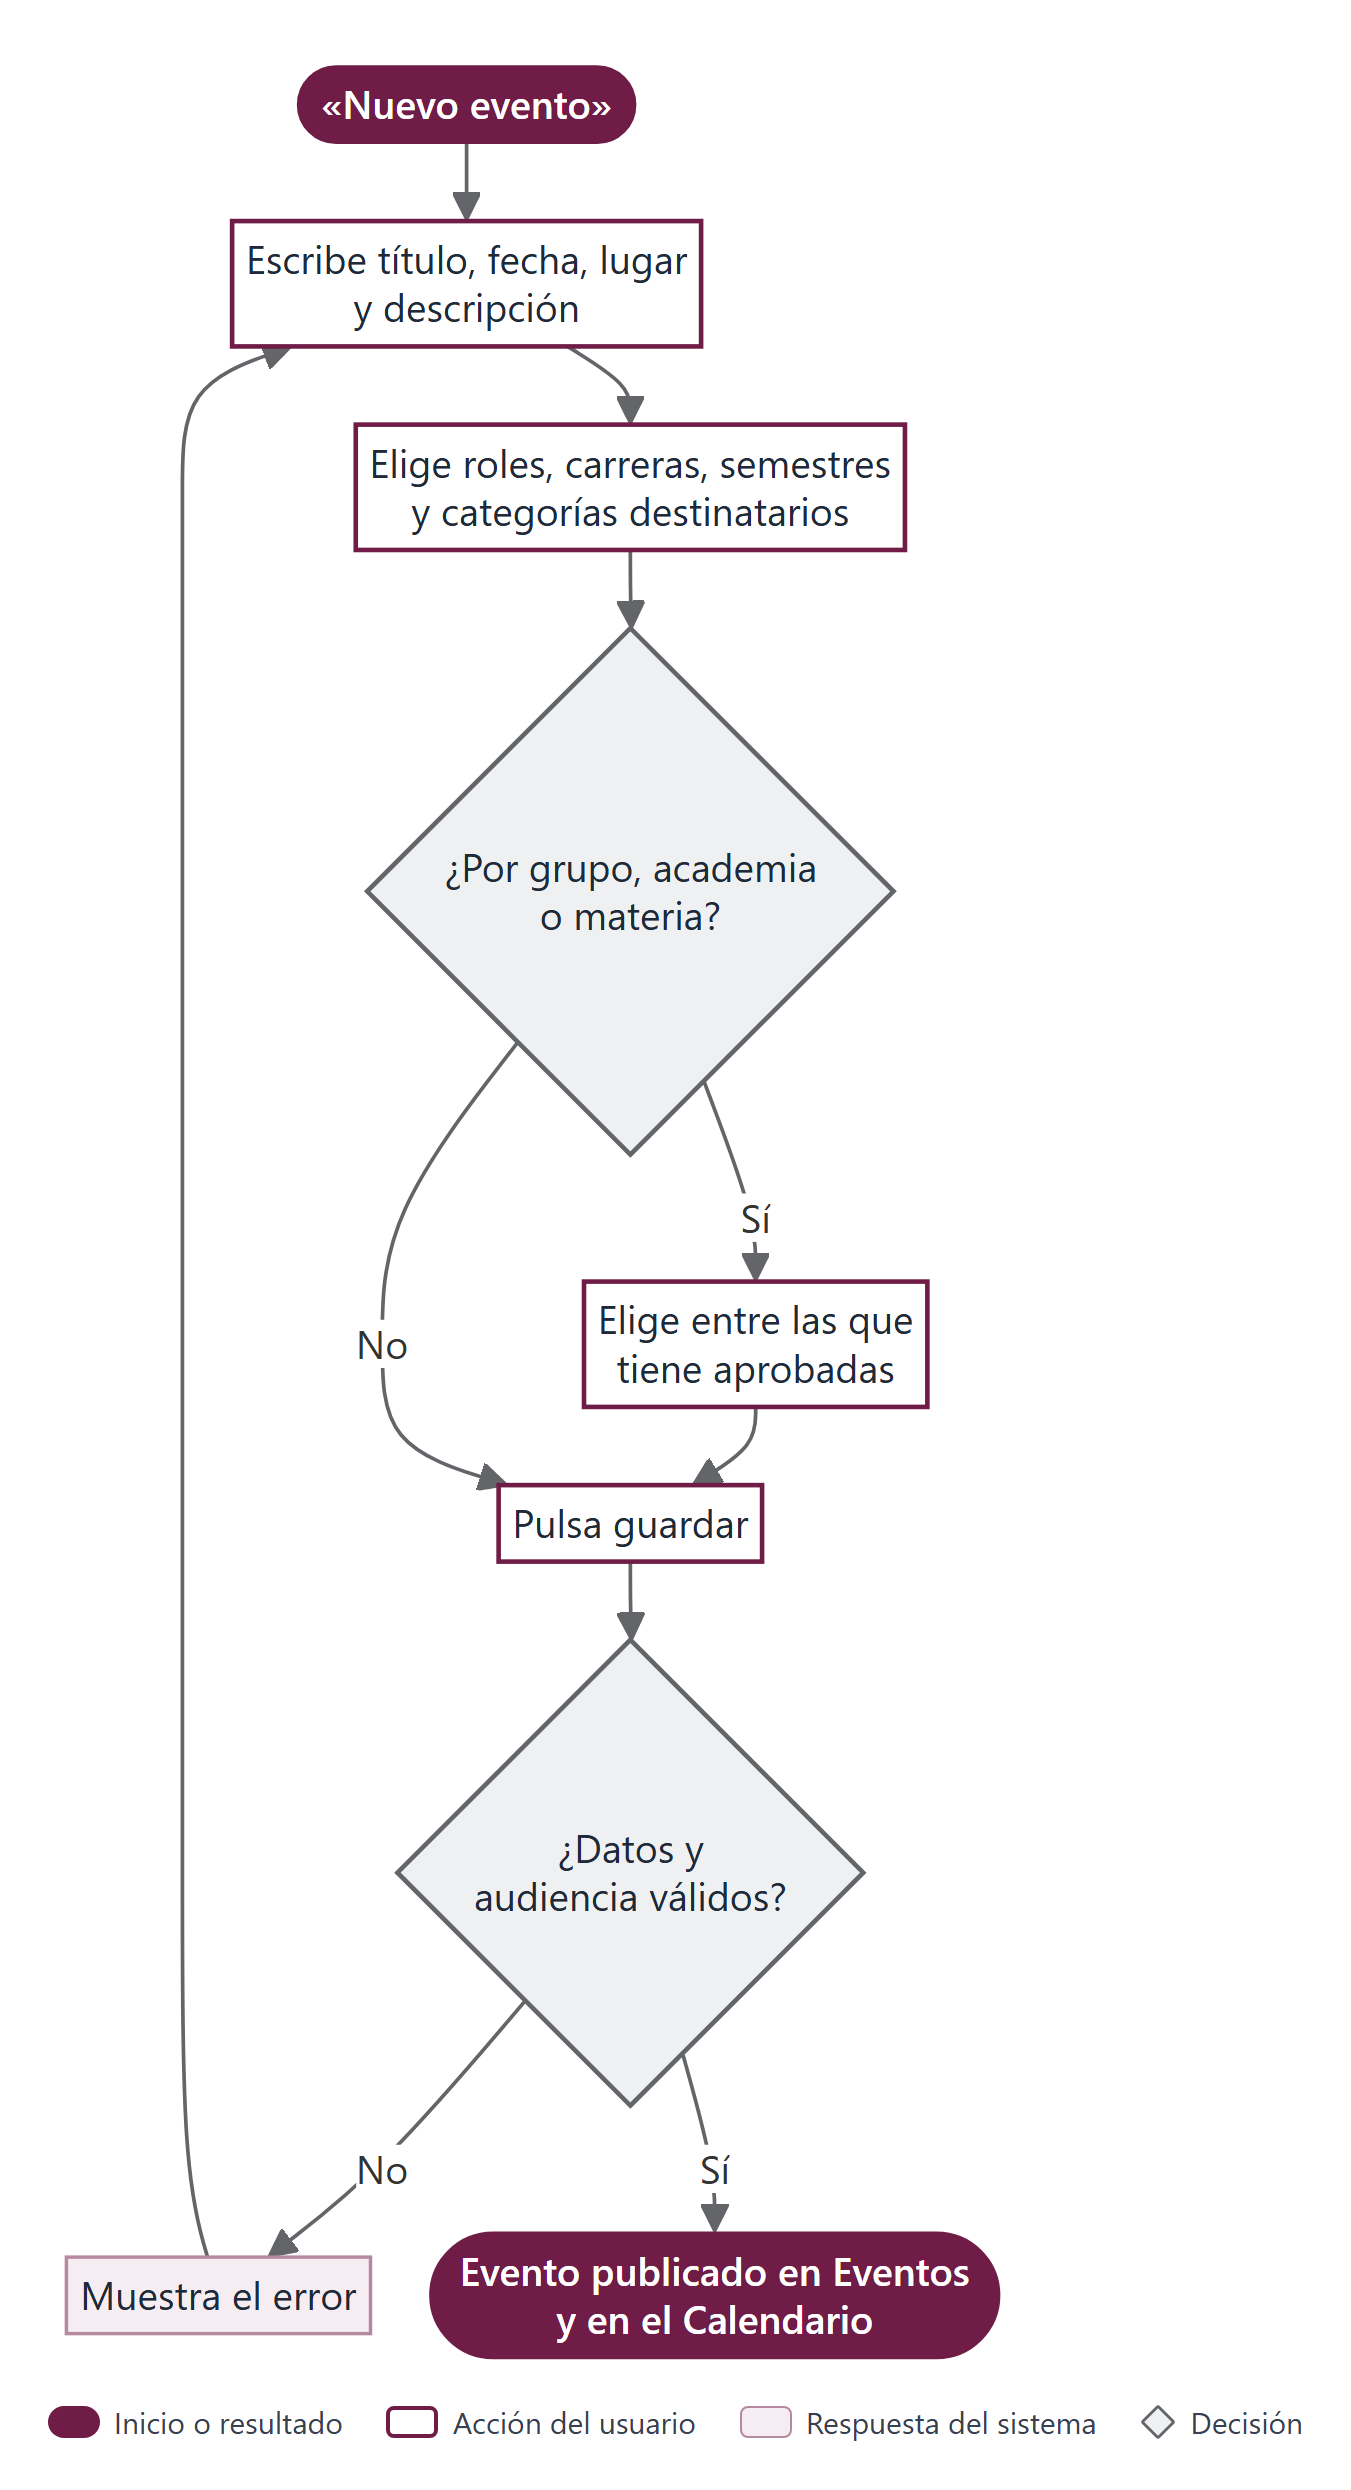 «Nuevo evento»
Escribe título, fecha, lugar
y descripción
Elige roles, carreras, semestres
y categorías destinatarios
¿Por grupo, academia
o materia?
Sí
No
Elige entre las que
tiene aprobadas
Pulsa guardar
¿Datos y
audiencia válidos?
No
Sí
Muestra el error
Evento publicado en Eventos
y en el Calendario
Inicio o resultado
Acción del usuario
Respuesta del sistema
Decisión